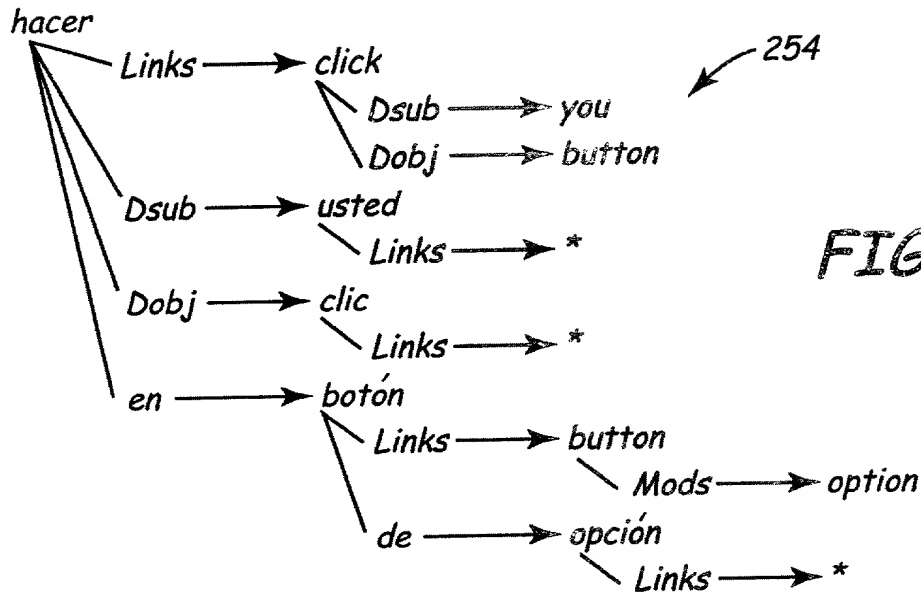 hacer
Links click
254
Dsub you
Dobj button
Dsub usted
Links *
FIG
Dobj clic
Links *
en botón
Links button
Mods option
de opción
Links *